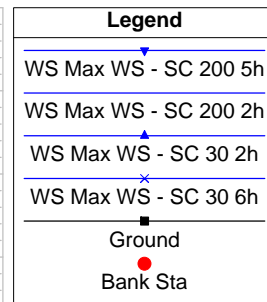 Legend
WS Max WS - SC 200 5h
WS Max WS - SC 200 2h
WS Max WS - SC 30 2h
WS Max WS - SC 30 6h
Ground
Bank Sta